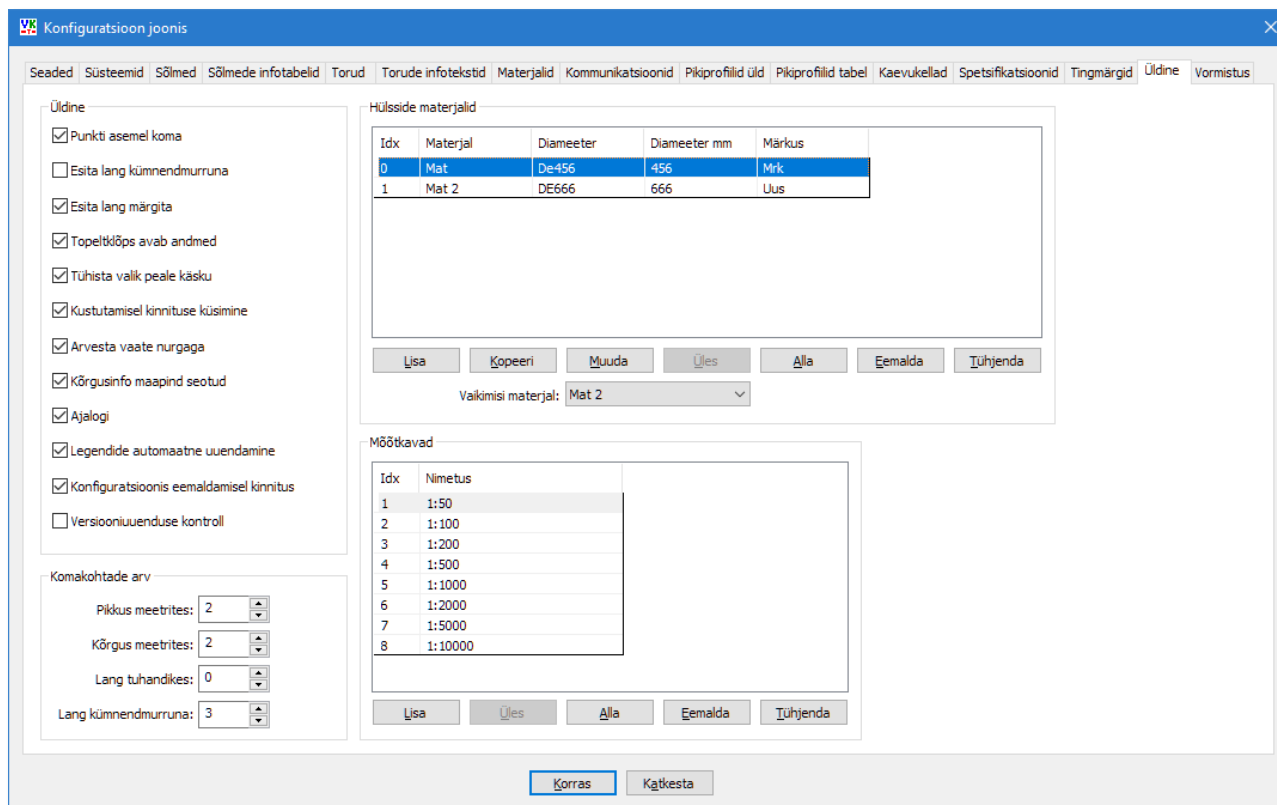 Konfiguratsioon joonis
Seaded Süsteemid Sõlmed Sõlmede infotabelid Torud Torude infotekstid Materjalid Kommunikatsioonid Pikiprofiilid üld Pikiprofiilid tabel Kaevukellad Spetsifikatsioonid Tingmärgid Üldine Vormistus
Üldine
Punkti asemel koma
Esita lang kümnendmurruna
Esita lang märgita
Topeltklõps avab andmed
Tühista valik peale käsku
Kustutamisel kinnituse küsimine
Arvesta vaate nurgaga
Kõrgusinfo maapind seotud
Ajalogi
Legendide automaatne uuendamine
Konfiguratsioonis eemaldamisel kinnitus
Versiooniuuenduse kontroll
Komakohtade arv
Pikkus meetrites: 2
Kõrgus meetrites: 2
Lang tuhandikes: 0
Lang kümnendmurruna: 3
Hülsside materjalid
Idx Materjal Diameeter Diameeter mm Märkus
0 Mat De456 456 Mrk
1 Mat 2 DE666 666 Uus
Lisa Kopeeri Muuda Üles Alla Eemalda Tühjenda
Vaikimisi materjal: Mat 2
Mõõtkavad
Idx Nimetus
1 1:50
2 1:100
3 1:200
4 1:500
5 1:1000
6 1:2000
7 1:5000
8 1:10000
Lisa Üles Alla Eemalda Tühjenda
Korras Katkesta